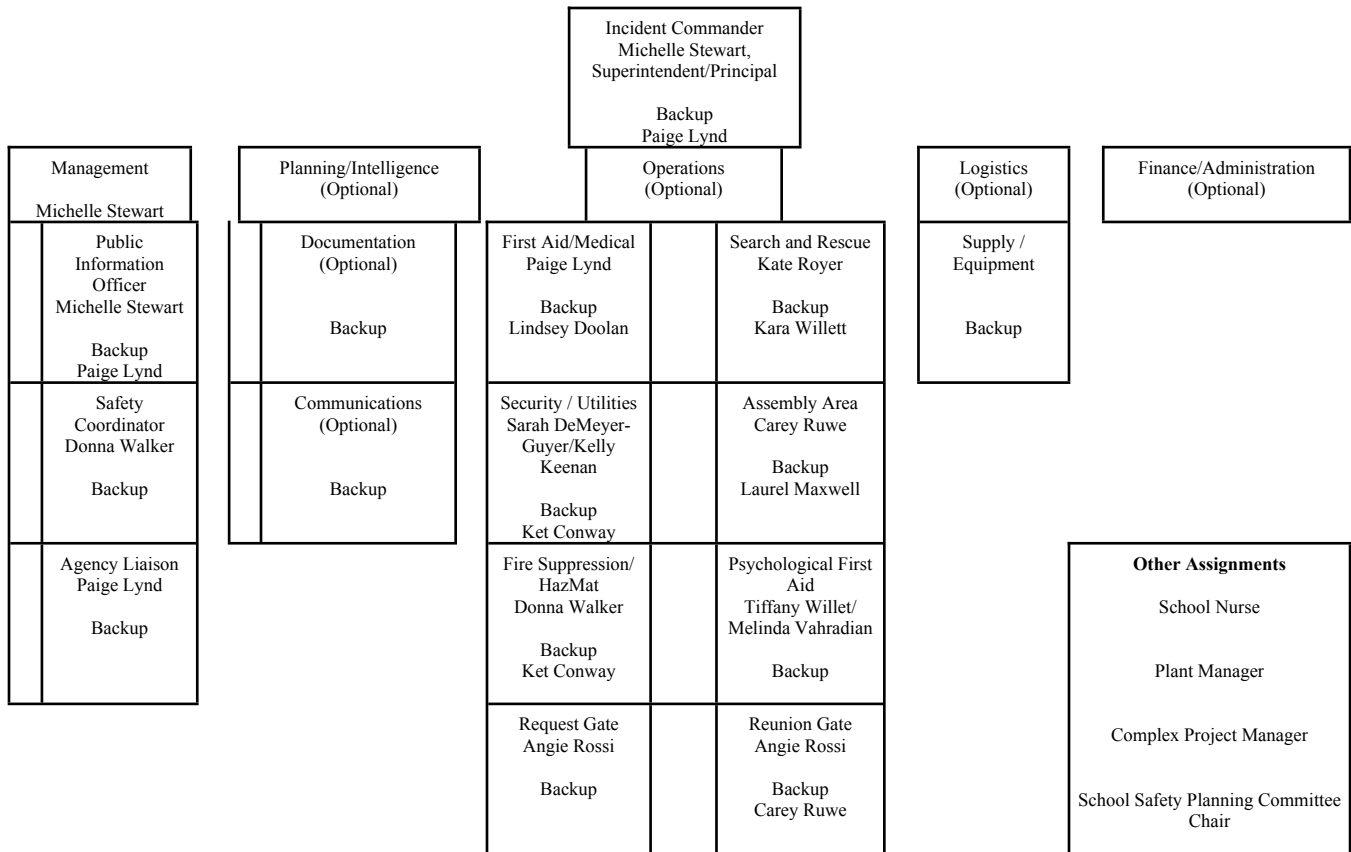 Incident Commander
Michelle Stewart,
Superintendent/Principal
Backup
Paige Lynd
Management
Michelle Stewart
Planning/Intelligence
(Optional)
Operations
(Optional)
Logistics
(Optional)
Finance/Administration
(Optional)
Public
Information
Officer
Michelle Stewart
Backup
Paige Lynd
Documentation
(Optional)
Backup
First Aid/Medical
Paige Lynd
Backup
Lindsey Doolan
Search and Rescue
Kate Royer
Backup
Kara Willett
Supply /
Equipment
Backup
Safety
Coordinator
Donna Walker
Backup
Communications
(Optional)
Backup
Security / Utilities
Sarah DeMeyer-
Guyer/Kelly
Keenan
Backup
Ket Conway
Assembly Area
Carey Ruwe
Backup
Laurel Maxwell
Agency Liaison
Paige Lynd
Backup
Fire Suppression/
HazMat
Donna Walker
Backup
Ket Conway
Psychological First
Aid
Tiffany Willet/
Melinda Vahradian
Backup
Request Gate
Angie Rossi
Backup
Reunion Gate
Angie Rossi
Backup
Carey Ruwe
Other Assignments
School Nurse
Plant Manager
Complex Project Manager
School Safety Planning Committee
Chair